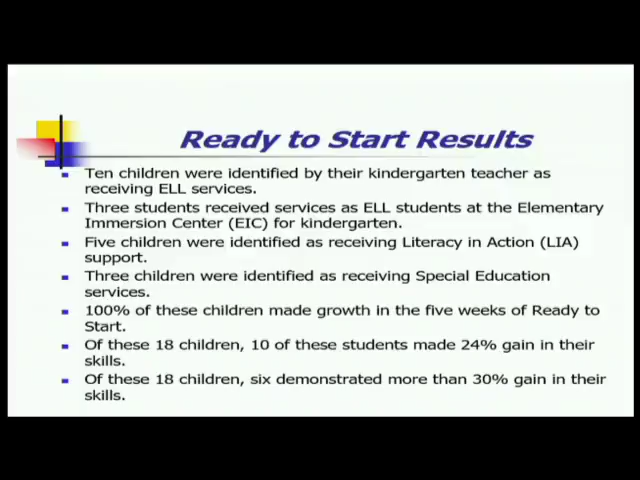 Ready to Start Results
Ten children were identified by their kindergarten teacher as
receiving ELL services.
Three students received services as ELL students at the Elementary
Immersion Center (EIC) for kindergarten.
Five children were identified as receiving Literacy in Action (LIA)
support.
Three children were identified as receiving Special Education
services.
100% of these children made growth in the five weeks of Ready to
Start.
Of these 18 children, 10 of these students made 24% gain in their
skills.
Of these 18 children, six demonstrated more than 30% gain in their
skills.